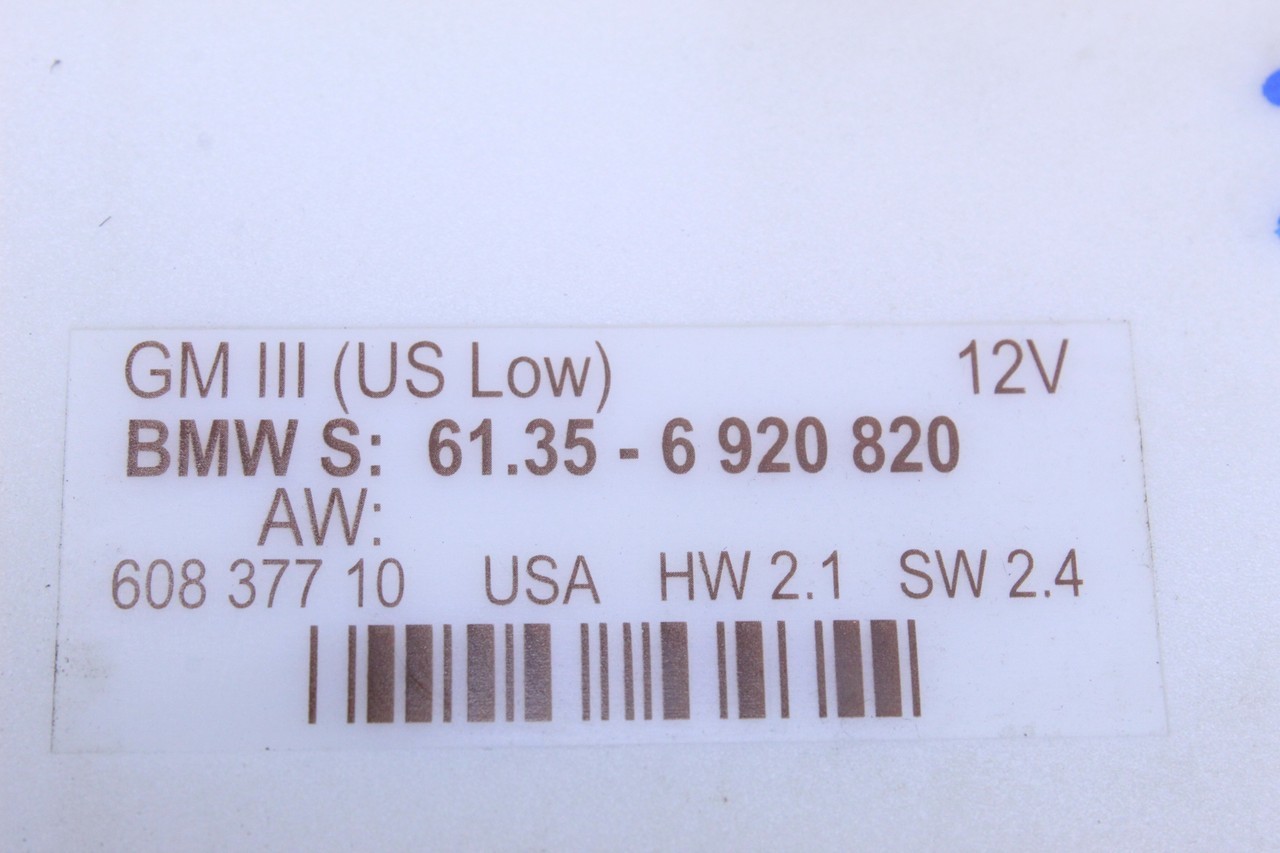 GM III (US Low) 12V
BMW S: 61.35 - 6 920 820
AW:
608 377 10 USA HW 2.1 SW 2.4